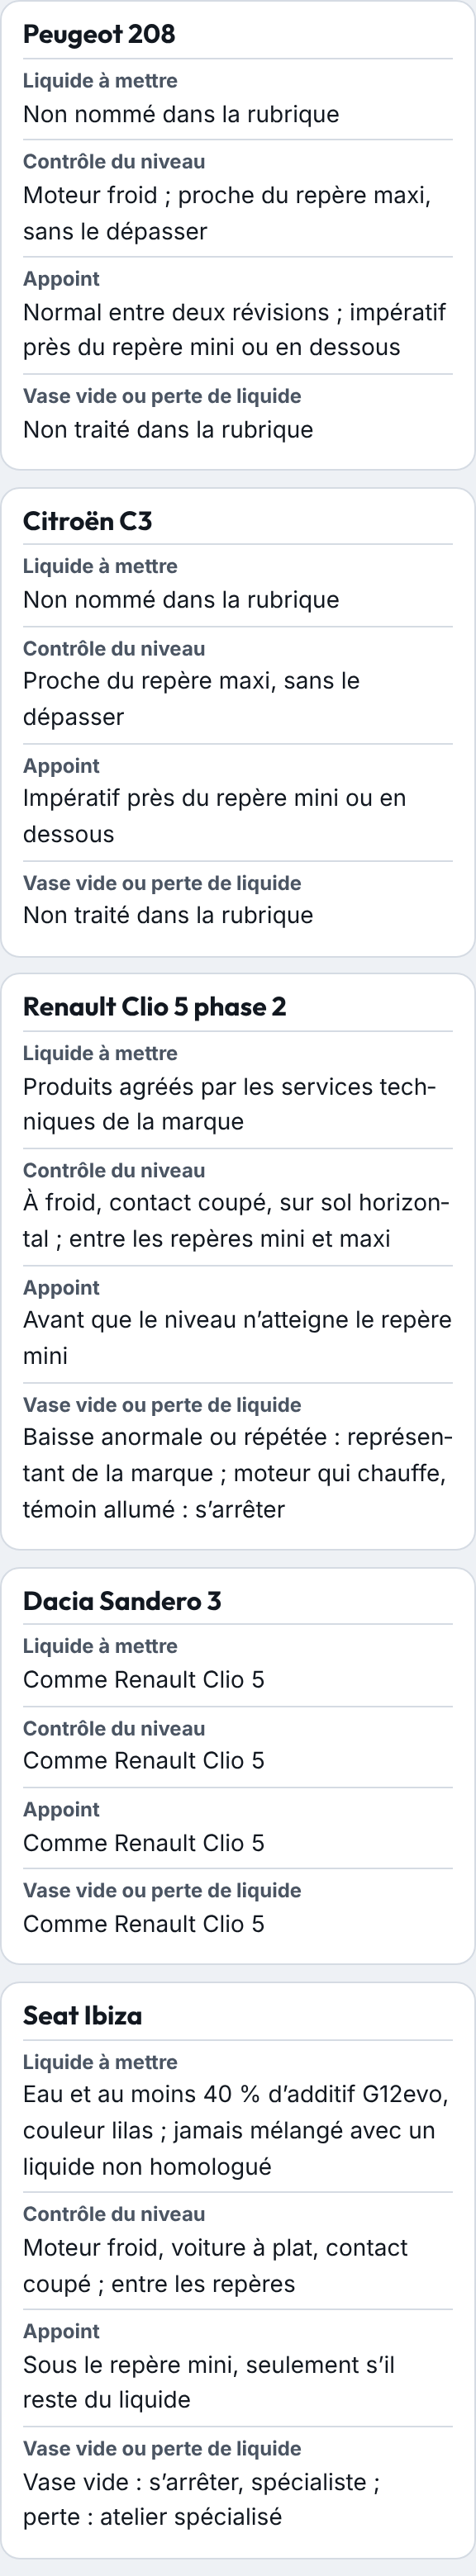 Peugeot 208
Liquide à mettre
Non nommé dans la rubrique
Contrôle du niveau
Moteur froid ; proche du repère maxi,
sans le dépasser
Appoint
Normal entre deux révisions ; impératif
près du repère mini ou en dessous
Vase vide ou perte de liquide
Non traité dans la rubrique
Citroën C3
Liquide à mettre
Non nommé dans la rubrique
Contrôle du niveau
Proche du repère maxi, sans le
dépasser
Appoint
Impératif près du repère mini ou en
dessous
Vase vide ou perte de liquide
Non traité dans la rubrique
Renault Clio 5 phase 2
Liquide à mettre
Produits agréés par les services tech-
niques de la marque
Contrôle du niveau
À froid, contact coupé, sur sol horizon-
tal ; entre les repères mini et maxi
Appoint
Avant que le niveau n’atteigne le repère
mini
Vase vide ou perte de liquide
Baisse anormale ou répétée : représen-
tant de la marque ; moteur qui chauffe,
témoin allumé : s’arrêter
Dacia Sandero 3
Liquide à mettre
Comme Renault Clio 5
Contrôle du niveau
Comme Renault Clio 5
Appoint
Comme Renault Clio 5
Vase vide ou perte de liquide
Comme Renault Clio 5
Seat Ibiza
Liquide à mettre
Eau et au moins 40 % d’additif G12evo,
couleur lilas ; jamais mélangé avec un
liquide non homologué
Contrôle du niveau
Moteur froid, voiture à plat, contact
coupé ; entre les repères
Appoint
Sous le repère mini, seulement s’il
reste du liquide
Vase vide ou perte de liquide
Vase vide : s’arrêter, spécialiste ;
perte : atelier spécialisé